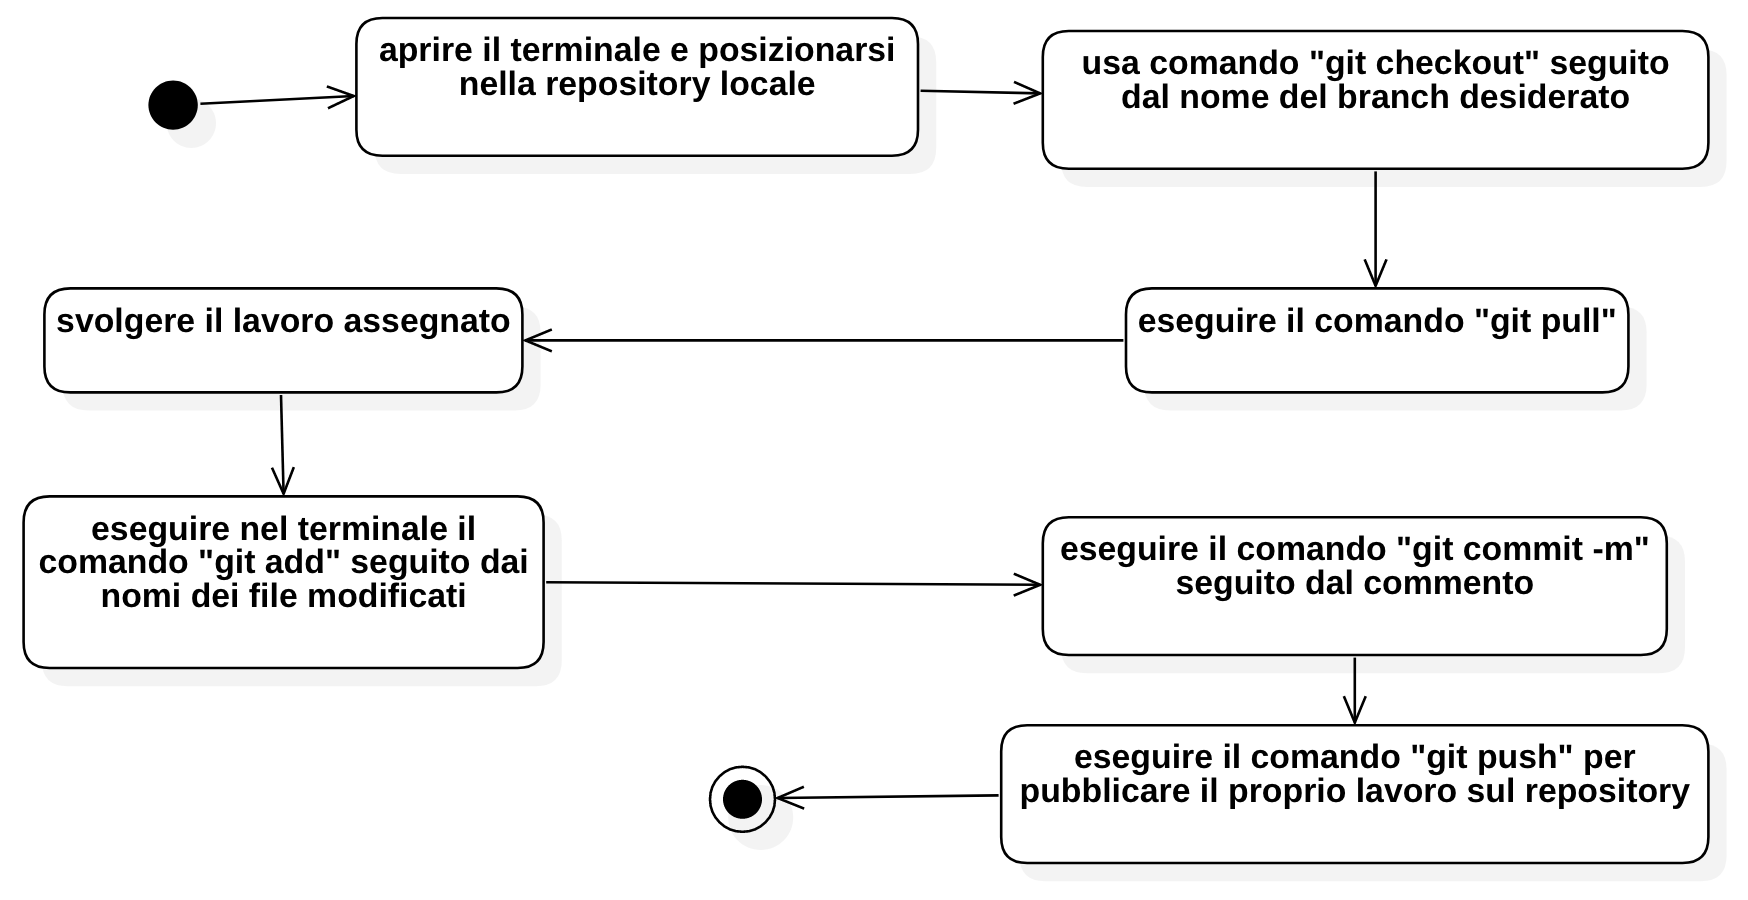 aprire il terminale e posizionarsi
nella repository locale
usa comando "git checkout" seguito
dal nome del branch desiderato
eseguire il comando "git pull"
svolgere il lavoro assegnato
eseguire nel terminale il
comando "git add" seguito dai
nomi dei file modificati
eseguire il comando "git commit -m"
seguito dal commento
eseguire il comando "git push" per
pubblicare il proprio lavoro sul repository